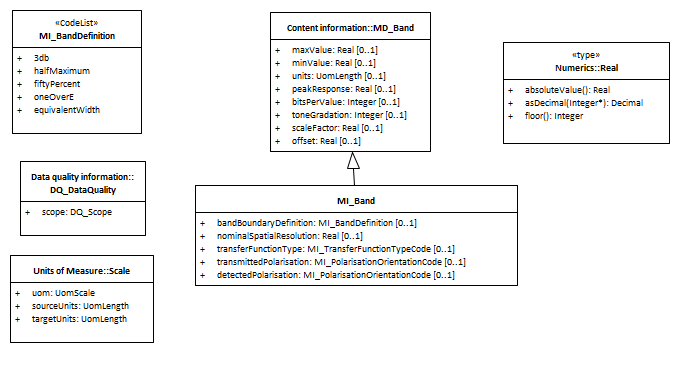 «CodeList»
MI_BandDefinition
+ 3db
+ halfMaximum
+ fiftyPercent
+ oneOverE
+ equivalentWidth
Content information::MD_Band
+ maxValue: Real [0..1]
+ minValue: Real [0..1]
+ units: UomLength [0..1]
+ peakResponse: Real [0..1]
+ bitsPerValue: Integer [0..1]
+ toneGradation: Integer [0..1]
+ scaleFactor: Real [0..1]
+ offset: Real [0..1]
«type»
Numerics::Real
+ absoluteValue(): Real
+ asDecimal(Integer*): Decimal
+ floor(): Integer
Data quality information::
DQ_DataQuality
+ scope: DQ_Scope
MI_Band
+ bandBoundaryDefinition: MI_BandDefinition [0..1]
+ nominalSpatialResolution: Real [0..1]
+ transferFunctionType: MI_TransferFunctionTypeCode [0..1]
+ transmittedPolarisation: MI_PolarisationOrientationCode [0..1]
+ detectedPolarisation: MI_PolarisationOrientationCode [0..1]
Units of Measure::Scale
+ uom: UomScale
+ sourceUnits: UomLength
+ targetUnits: UomLength